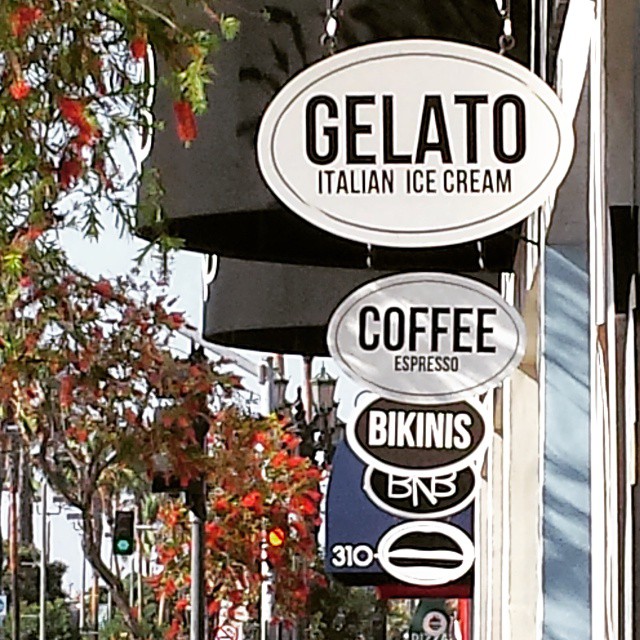 GELATO
ITALIAN ICE CREAM
COFFEE
ESPRESSO
BIKINIS
BNB
310